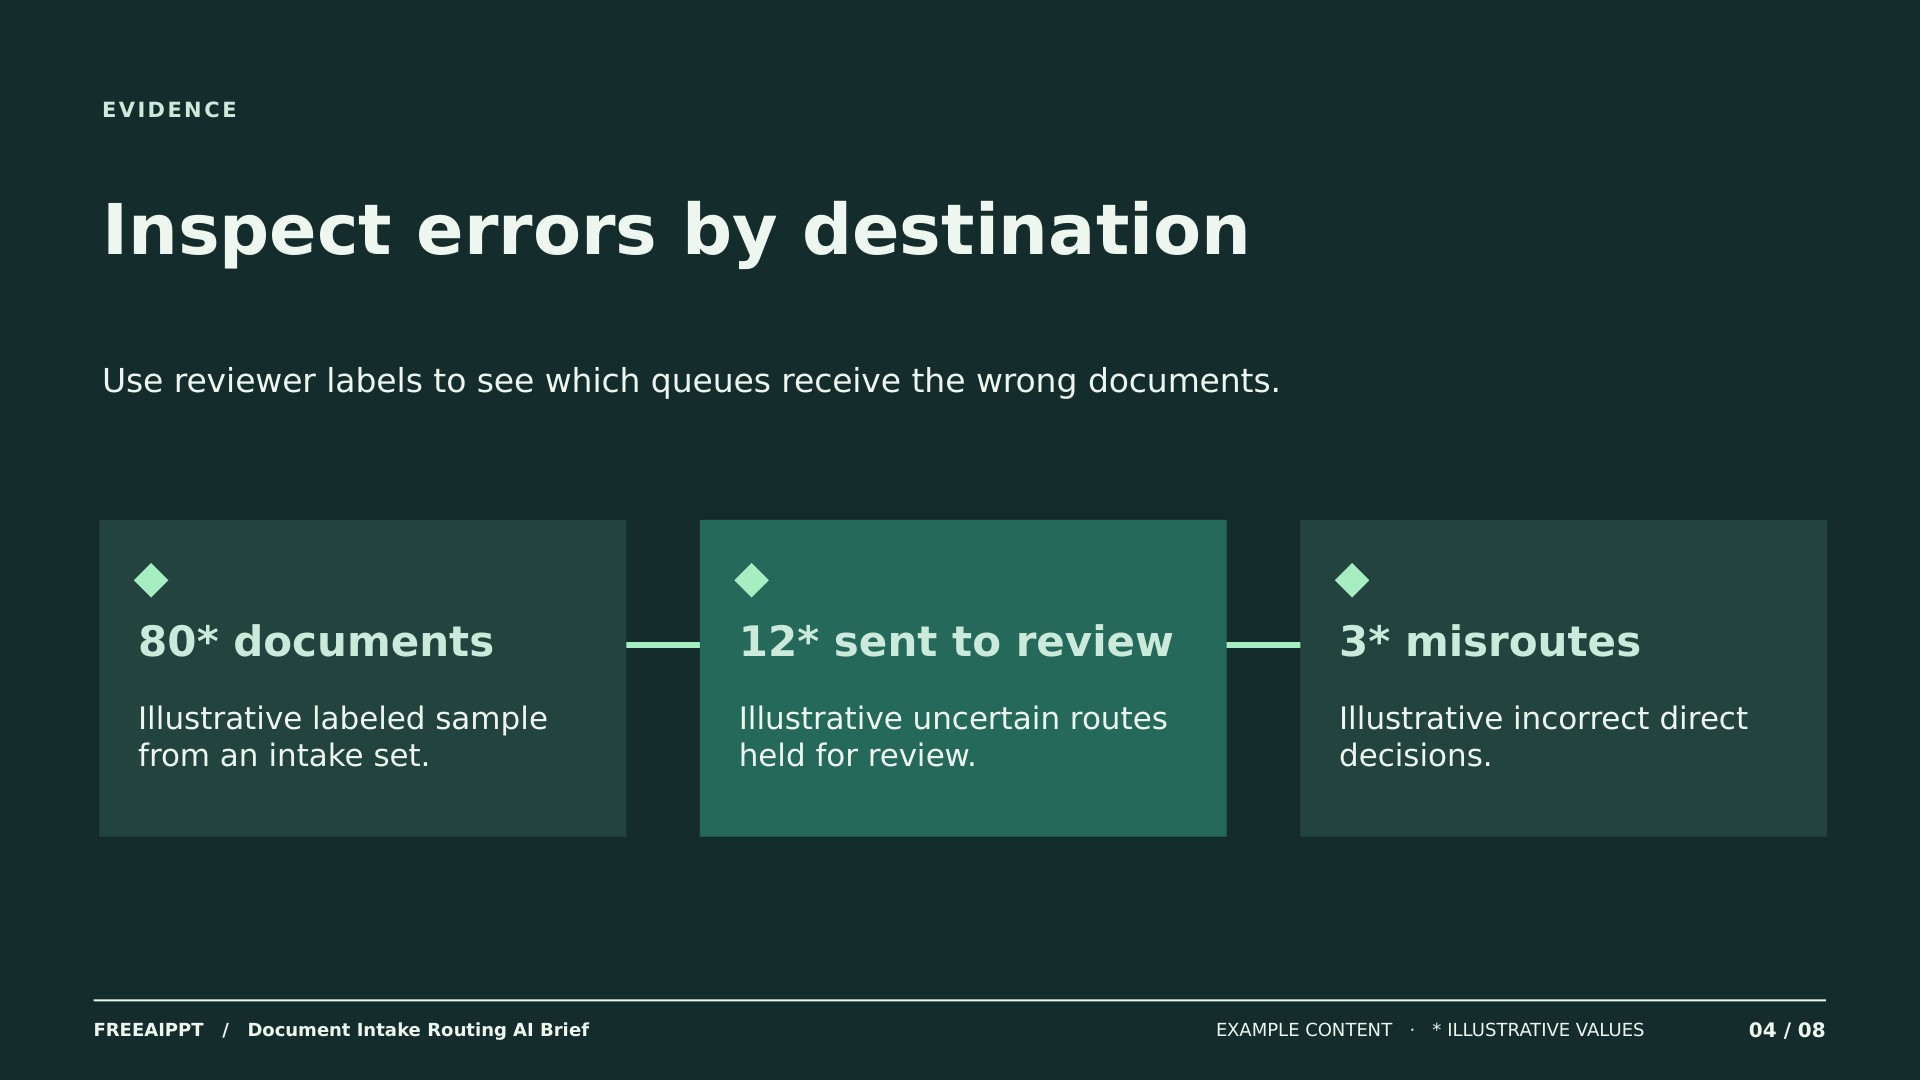 EVIDENCE
Inspect errors by destination
Use reviewer labels to see which queues receive the wrong documents.
80* documents
Illustrative labeled sample
from an intake set.
12* sent to review
Illustrative uncertain routes
held for review.
3* misroutes
Illustrative incorrect direct
decisions.
FREEAIPPT / Document Intake Routing AI Brief
EXAMPLE CONTENT · * ILLUSTRATIVE VALUES
04 / 08